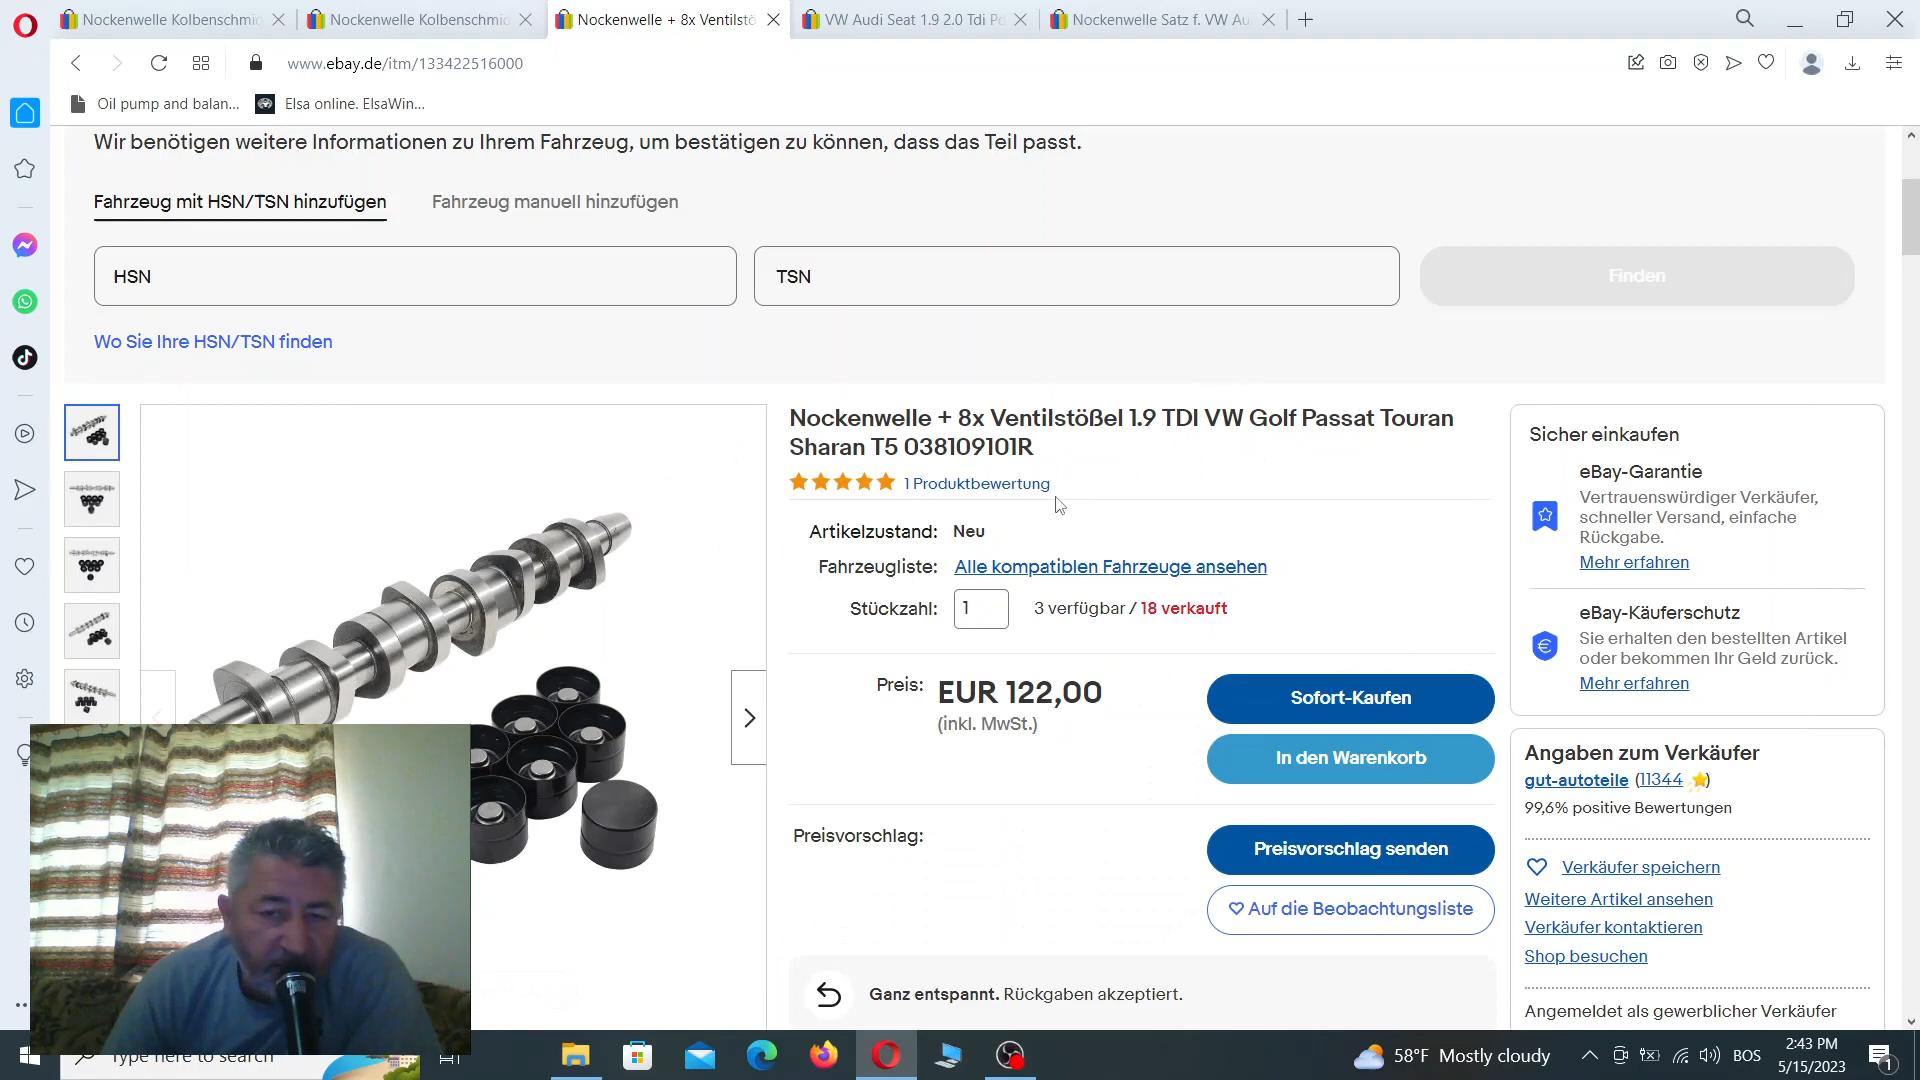 Nockenwelle Kolbenschmid
Nockenwelle Kolbenschmid
Nockenwelle + 8x Ventilstö
VW Audi Seat 1.9 2.0 Tdi P
Nockenwelle Satz f. VW Au
www.ebay.de/itm/133422516000
Oil pump and balan...
Elsa online. ElsaWin...
Wir benötigen weitere Informationen zu Ihrem Fahrzeug, um bestätigen zu können, dass das Teil passt.
Fahrzeug mit HSN/TSN hinzufügen
Fahrzeug manuell hinzufügen
HSN
TSN
Finden
Wo Sie Ihre HSN/TSN finden
Nockenwelle + 8x Ventilstößel 1.9 TDI VW Golf Passat Touran
Sharan T5 038109101R
1 Produktbewertung
Artikelzustand: Neu
Fahrzeugliste: Alle kompatiblen Fahrzeuge ansehen
Stückzahl: 1 3 verfügbar / 18 verkauft
Preis: EUR 122,00
(inkl. MwSt.)
Sofort-Kaufen
In den Warenkorb
Preisvorschlag:
Preisvorschlag senden
Auf die Beobachtungsliste
Ganz entspannt. Rückgaben akzeptiert.
Sicher einkaufen
eBay-Garantie
Vertrauenswürdiger Verkäufer,
schneller Versand, einfache
Rückgabe.
Mehr erfahren
eBay-Käuferschutz
Sie erhalten den bestellten Artikel
oder bekommen Ihr Geld zurück.
Mehr erfahren
Angaben zum Verkäufer
gut-autoteile (11344)
99,6% positive Bewertungen
Verkäufer speichern
Weitere Artikel ansehen
Verkäufer kontaktieren
Shop besuchen
Angemeldet als gewerblicher Verkäufer
Type here to search
58°F Mostly cloudy
BOS
2:43 PM
5/15/2023
1